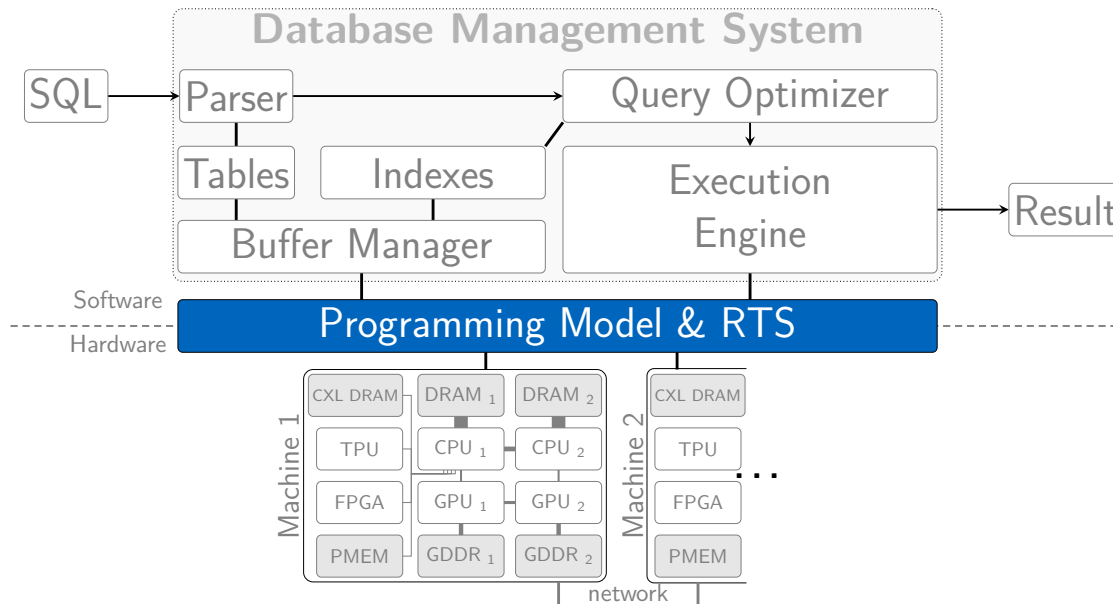 Database Management System
SQL
Parser
Query Optimizer
Tables
Indexes
Execution
Engine
Result
Buffer Manager
Software
Programming Model & RTS
Hardware
Machine 1
CXL DRAM
DRAM 1
DRAM 2
TPU
CPU 1
CPU 2
FPGA
GPU 1
GPU 2
PMEM
GDDR 1
GDDR 2
Machine 2
CXL DRAM
TPU
...
FPGA
PMEM
network